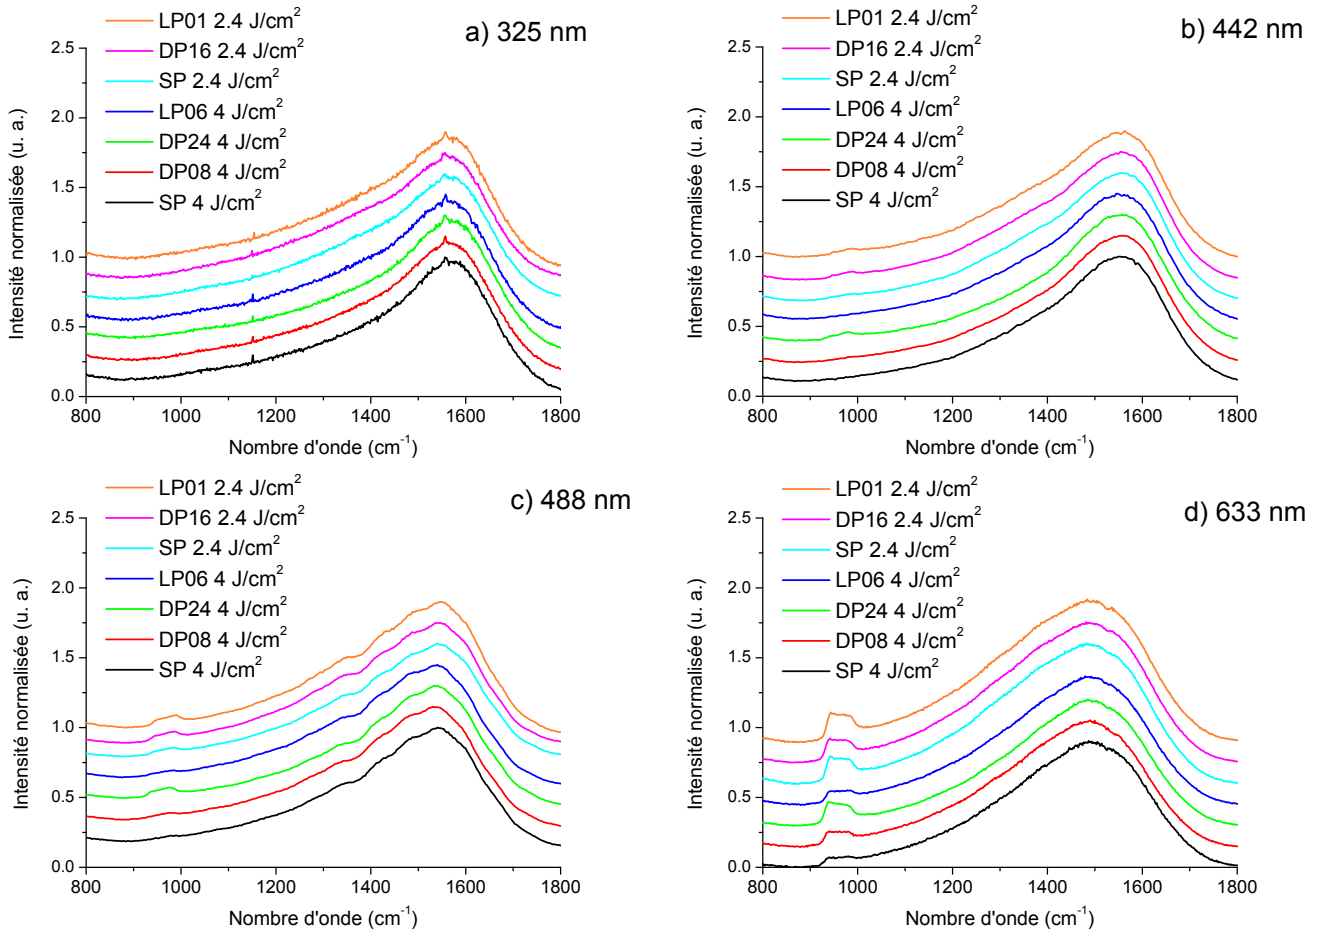 a) 325 nm
LP01 2.4 J/cm²
DP16 2.4 J/cm²
SP 2.4 J/cm²
LP06 4 J/cm²
DP24 4 J/cm²
DP08 4 J/cm²
SP 4 J/cm²
Intensité normalisée (u. a.)
2.5
2.0
1.5
1.0
0.5
0.0
800 1000 1200 1400 1600 1800
Nombre d'onde (cm⁻¹)
b) 442 nm
LP01 2.4 J/cm²
DP16 2.4 J/cm²
SP 2.4 J/cm²
LP06 4 J/cm²
DP24 4 J/cm²
DP08 4 J/cm²
SP 4 J/cm²
Intensité normalisée (u. a.)
2.5
2.0
1.5
1.0
0.5
0.0
800 1000 1200 1400 1600 1800
Nombre d'onde (cm⁻¹)
c) 488 nm
LP01 2.4 J/cm²
DP16 2.4 J/cm²
SP 2.4 J/cm²
LP06 4 J/cm²
DP24 4 J/cm²
DP08 4 J/cm²
SP 4 J/cm²
Intensité normalisée (u. a.)
2.5
2.0
1.5
1.0
0.5
0.0
800 1000 1200 1400 1600 1800
Nombre d'onde (cm⁻¹)
d) 633 nm
LP01 2.4 J/cm²
DP16 2.4 J/cm²
SP 2.4 J/cm²
LP06 4 J/cm²
DP24 4 J/cm²
DP08 4 J/cm²
SP 4 J/cm²
Intensité normalisée (u. a.)
2.5
2.0
1.5
1.0
0.5
0.0
800 1000 1200 1400 1600 1800
Nombre d'onde (cm⁻¹)